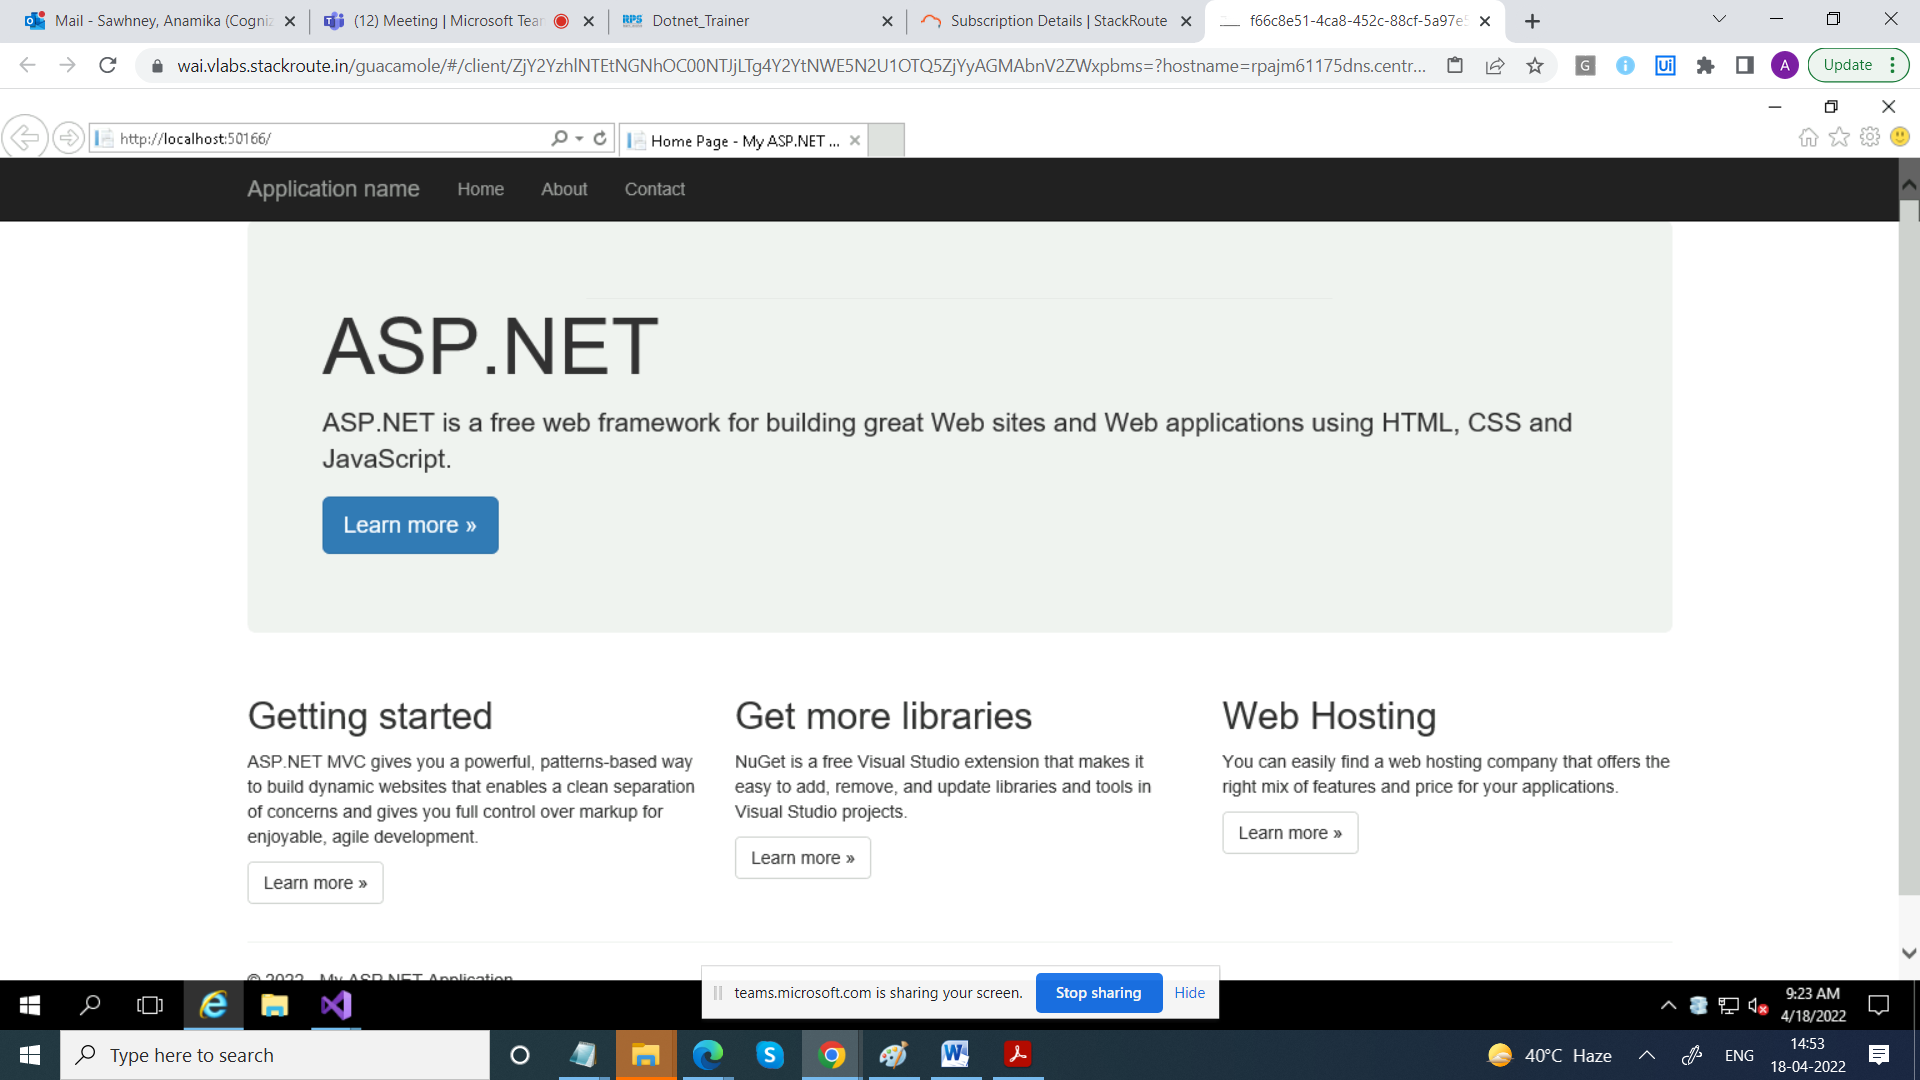 Mail - Sawhney, Anamika (Cogniz
(12) Meeting | Microsoft Tear
RPS
Dotnet_Trainer
Subscription Details | StackRoute
f66c8e51-4ca8-452c-88cf-5a97e5
wai.vlabs.stackroute.in/guacamole/#/client/ZjY2YzhlNTEtNGNhOC00NTJjLTg4Y2YtNWE5N2U1OTQ5ZjYyAGMAbnV2ZWxpbms=?hostname=rpajm61175dns.centr...
G
Ui
A
Update
http://localhost:50166/
Home Page - My ASP.NET ...
Application name
Home
About
Contact
ASP.NET
ASP.NET is a free web framework for building great Web sites and Web applications using HTML, CSS and
JavaScript.
Learn more »
Getting started
ASP.NET MVC gives you a powerful, patterns-based way
to build dynamic websites that enables a clean separation
of concerns and gives you full control over markup for
enjoyable, agile development.
Learn more »
Get more libraries
NuGet is a free Visual Studio extension that makes it
easy to add, remove, and update libraries and tools in
Visual Studio projects.
Learn more »
Web Hosting
You can easily find a web hosting company that offers the
right mix of features and price for your applications.
Learn more »
© 2022 - My ASP.NET Application
teams.microsoft.com is sharing your screen.
Stop sharing
Hide
9:23 AM
4/18/2022
Type here to search
40°C Haze
ENG
14:53
18-04-2022